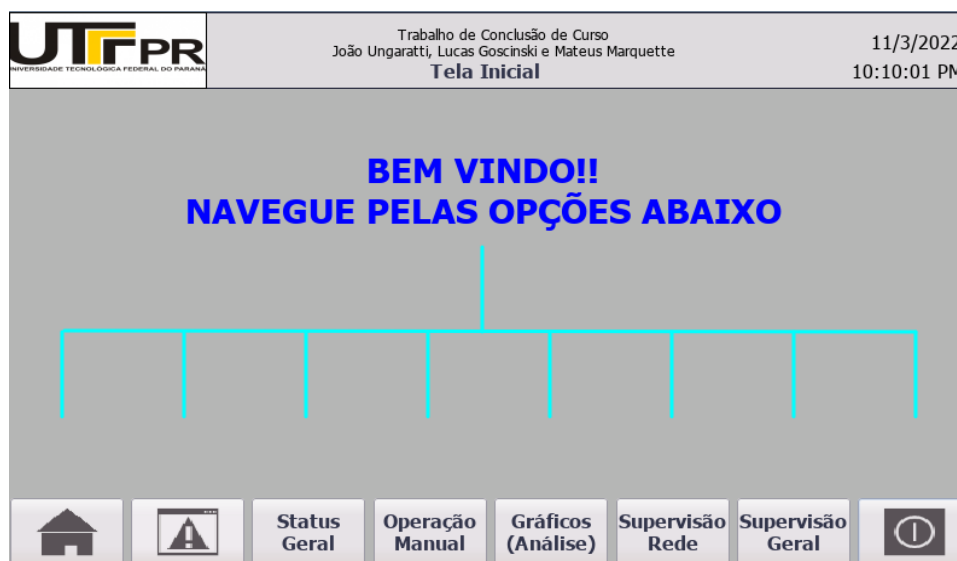 UTFPR
UNIVERSIDADE TECNOLÓGICA FEDERAL DO PARANÁ
Trabalho de Conclusão de Curso
João Ungaratti, Lucas Goscinski e Mateus Marquette
Tela Inicial
11/3/2022
10:10:01 PM
BEM VINDO!!
NAVEGUE PELAS OPÇÕES ABAIXO
Status
Geral
Operação
Manual
Gráficos
(Análise)
Supervisão
Rede
Supervisão
Geral